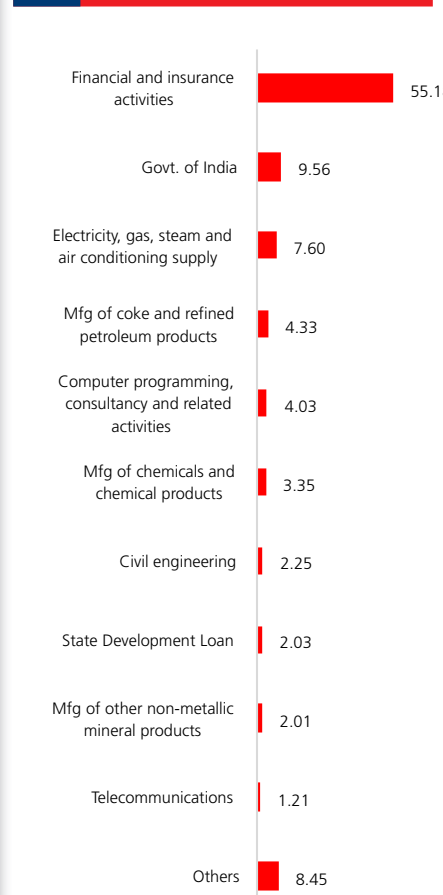 Financial and insurance
activities
55.1
Govt. of India
9.56
Electricity, gas, steam and
air conditioning supply
7.60
Mfg of coke and refined
petroleum products
4.33
Computer programming,
consultancy and related
activities
4.03
Mfg of chemicals and
chemical products
3.35
Civil engineering
2.25
State Development Loan
2.03
Mfg of other non-metallic
mineral products
2.01
Telecommunications
1.21
Others
8.45